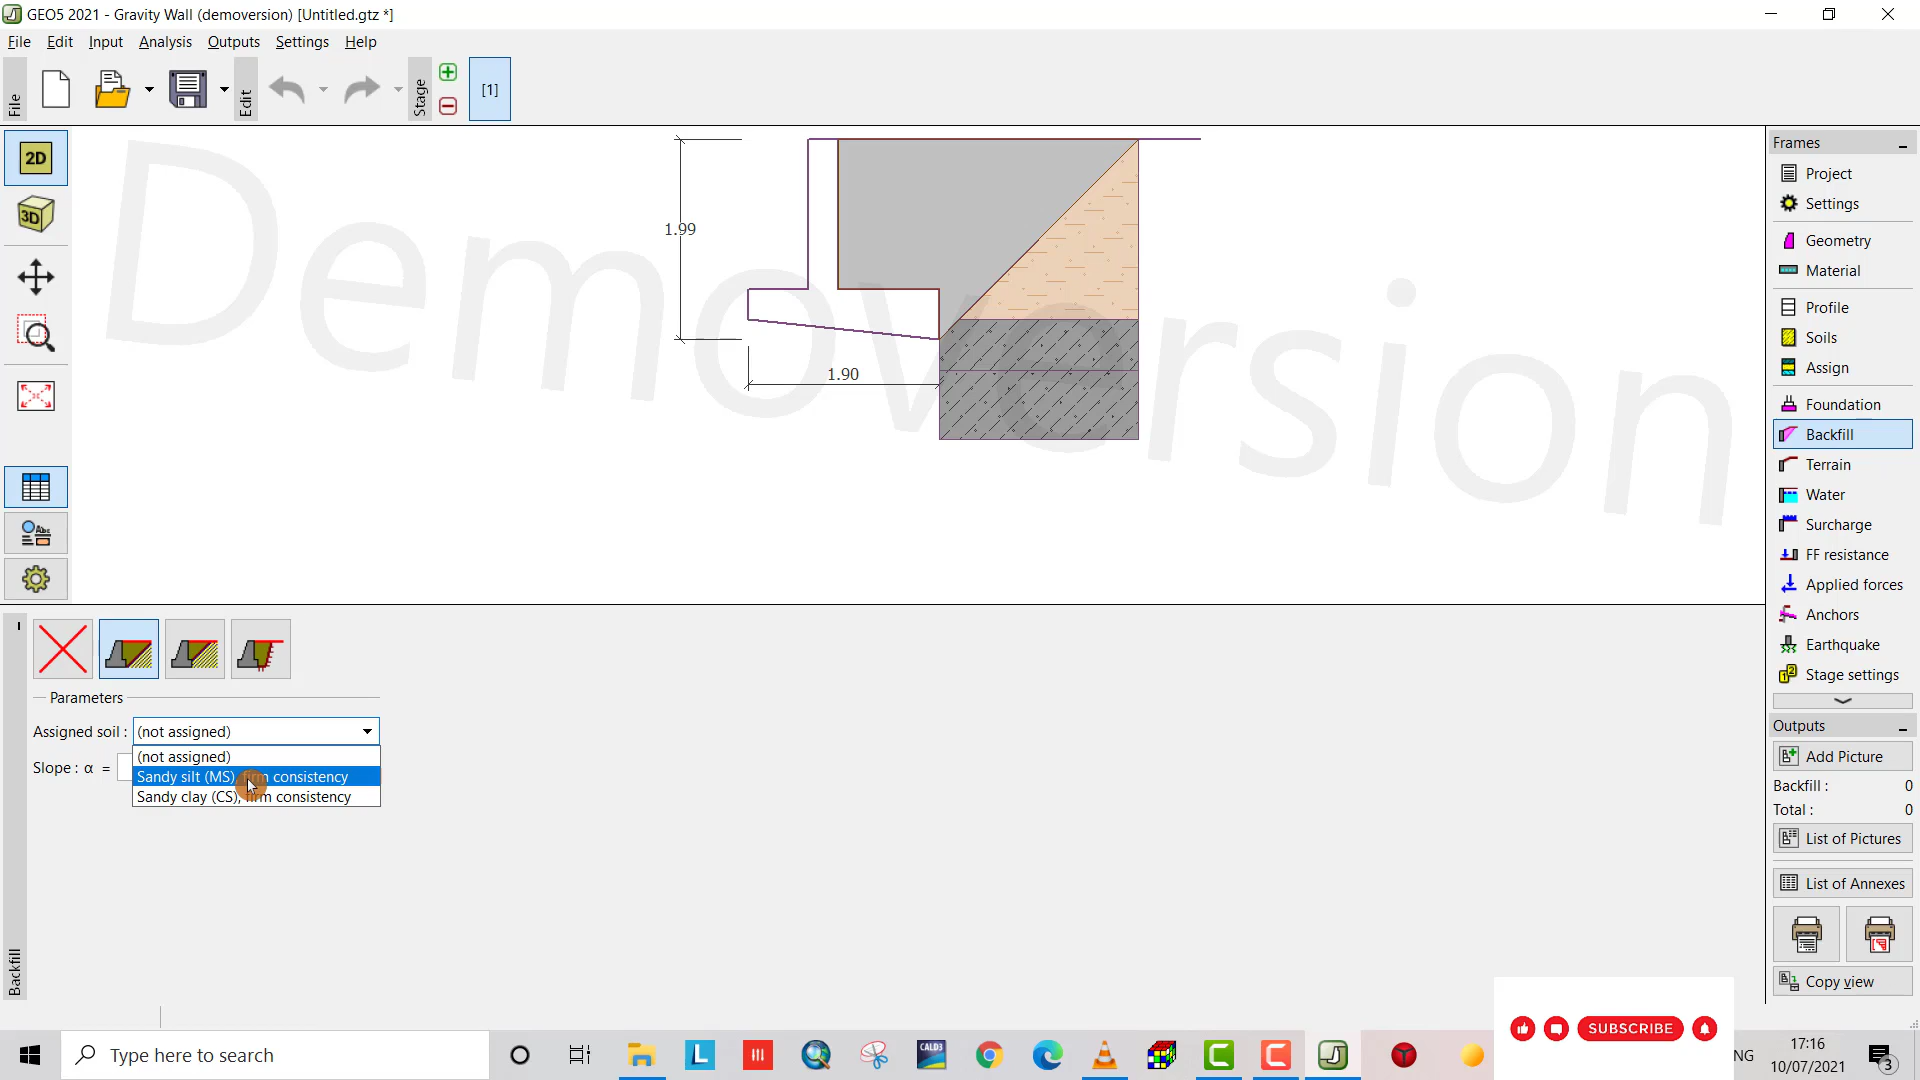 GEO5 2021 - Gravity Wall (demoversion) [Untitled.gtz *]
File Edit Input Analysis Outputs Settings Help
File
Edit
Stage
[1]
2D
3D
Demoversion
1.99
1.90
Frames
Project
Settings
Geometry
Material
Profile
Soils
Assign
Foundation
Backfill
Terrain
Water
Surcharge
FF resistance
Applied forces
Anchors
Earthquake
Stage settings
Outputs
Add Picture
Backfill : 0
Total : 0
List of Pictures
List of Annexes
Copy view
Backfill
Parameters
Assigned soil : (not assigned)
(not assigned)
Sandy silt (MS), firm consistency
Sandy clay (CS), firm consistency
Slope : α =
SUBSCRIBE
Type here to search
L
CALD3
C
C
NG
17:16
10/07/2021
3